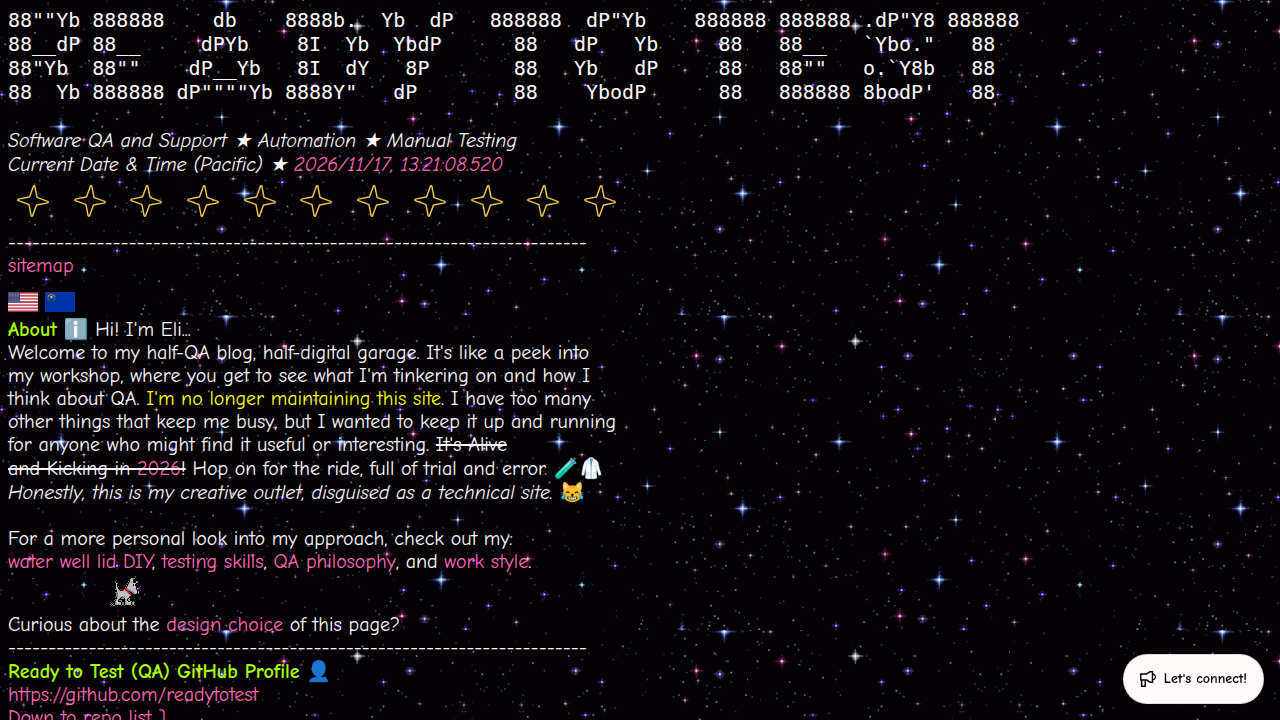 88""Yb 888888    db    8888b.  Yb  dP   888888  dP"Yb    888888 888888 .dP"Y8 888888
88__dP 88__     dPYb    8I  Yb  YbdP      88   dP   Yb     88   88__   `Ybo."   88
88"Yb  88""    dP__Yb   8I  dY   8P       88   Yb   dP     88   88""   o.`Y8b   88
88  Yb 888888 dP""""Yb 8888Y"   dP        88    YbodP      88   888888 8bodP'   88
Software QA and Support ★ Automation ★ Manual Testing
Current Date & Time (Pacific) ★ 2026/11/17, 13:21:08.520
------------------------------------------------------------------------
sitemap
About ℹ️ Hi! I'm Eli...
Welcome to my half-QA blog, half-digital garage. It's like a peek into
my workshop, where you get to see what I'm tinkering on and how I
think about QA. I'm no longer maintaining this site. I have too many
other things that keep me busy, but I wanted to keep it up and running
for anyone who might find it useful or interesting. It's Alive
and Kicking in 2026! Hop on for the ride, full of trial and error. 🧪🥼
Honestly, this is my creative outlet, disguised as a technical site. 😹
For a more personal look into my approach, check out my:
water well lid DIY, testing skills, QA philosophy, and work style.
Curious about the design choice of this page?
------------------------------------------------------------------------
Ready to Test (QA) GitHub Profile 👤
https://github.com/readytotest
Down to repo list ⤵
Let's connect!